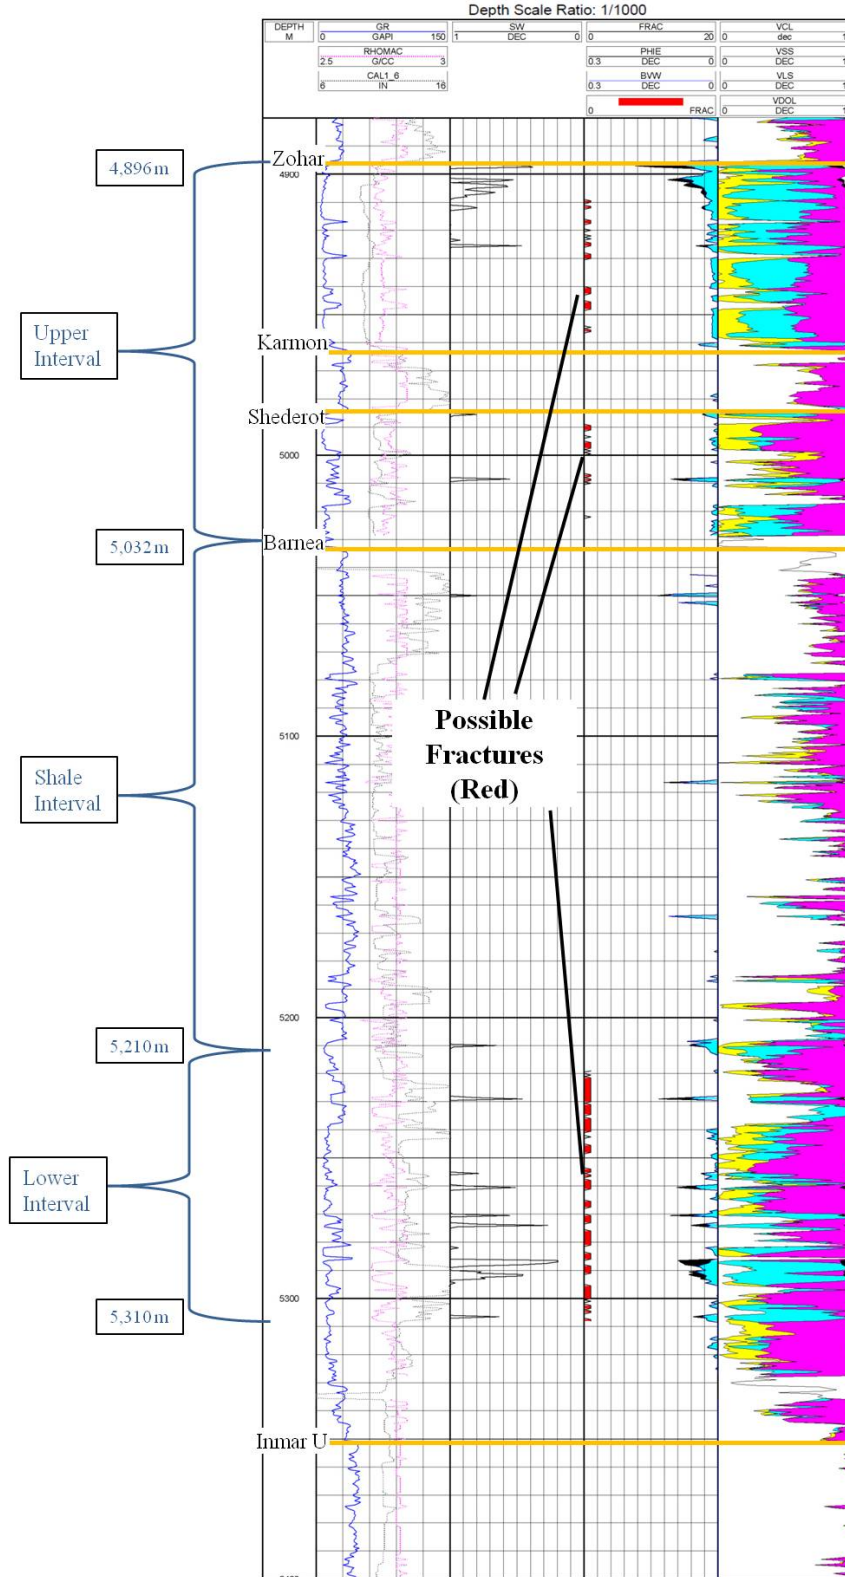 Depth Scale Ratio: 1/1000
DEPTH
M
GR
0 GAPI 150
RHOMAC
2.5 G/CC 3
CAL1_6
6 IN 16
SW
1 DEC 0
FRAC
0 20
PHIE
0.3 DEC 0
BVW
0.3 DEC 0
0 FRAC
VCL
0 dec 1
VSS
0 DEC 1
VLS
0 DEC 1
VDOL
0 DEC 1
Zohar
4,896m
4900
Upper
Interval
Karmon
Shederot
5000
5,032m
Barnea
Possible
Fractures
(Red)
5100
Shale
Interval
5200
5,210m
Lower
Interval
5300
5,310m
Inmar U